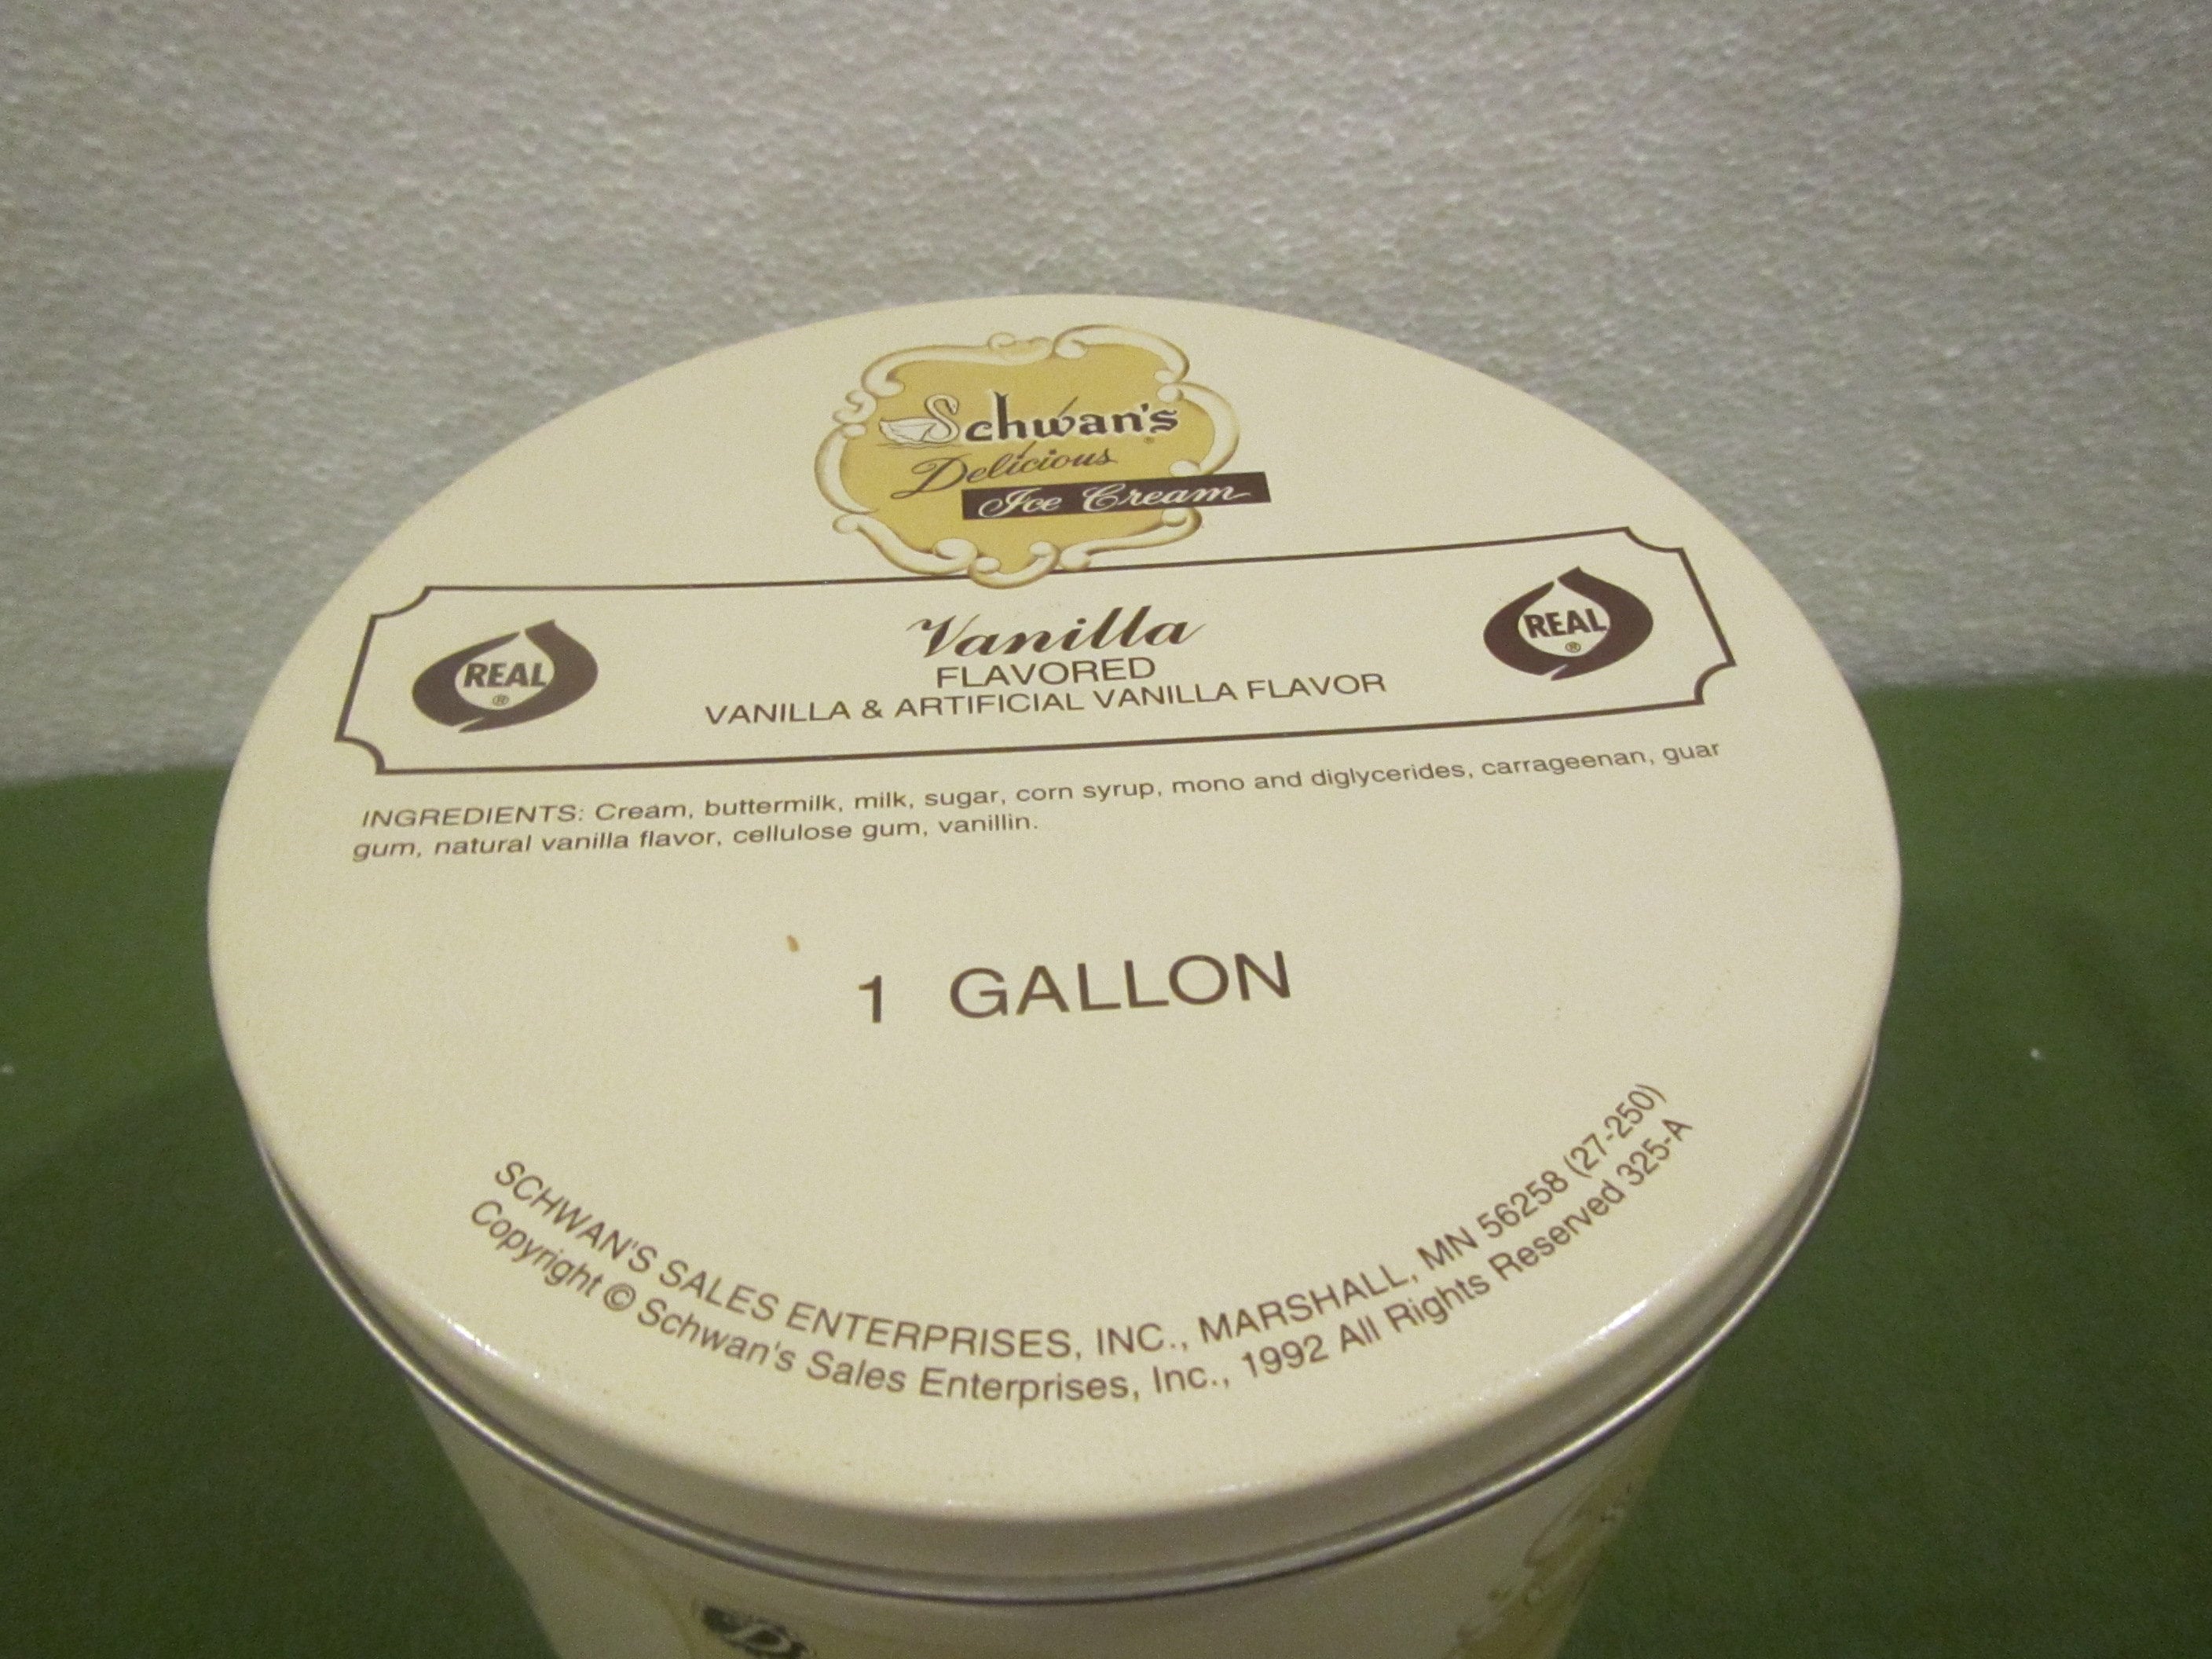 Schwan's
Delicious
Ice Cream
REAL ®
Vanilla
FLAVORED
VANILLA & ARTIFICIAL VANILLA FLAVOR
REAL ®
INGREDIENTS: Cream, buttermilk, milk, sugar, corn syrup, mono and diglycerides, carrageenan, guar
gum, natural vanilla flavor, cellulose gum, vanillin.
1 GALLON
SCHWAN'S SALES ENTERPRISES, INC., MARSHALL, MN 56258 (27-250)
Copyright © Schwan's Sales Enterprises, Inc., 1992 All Rights Reserved 325-A